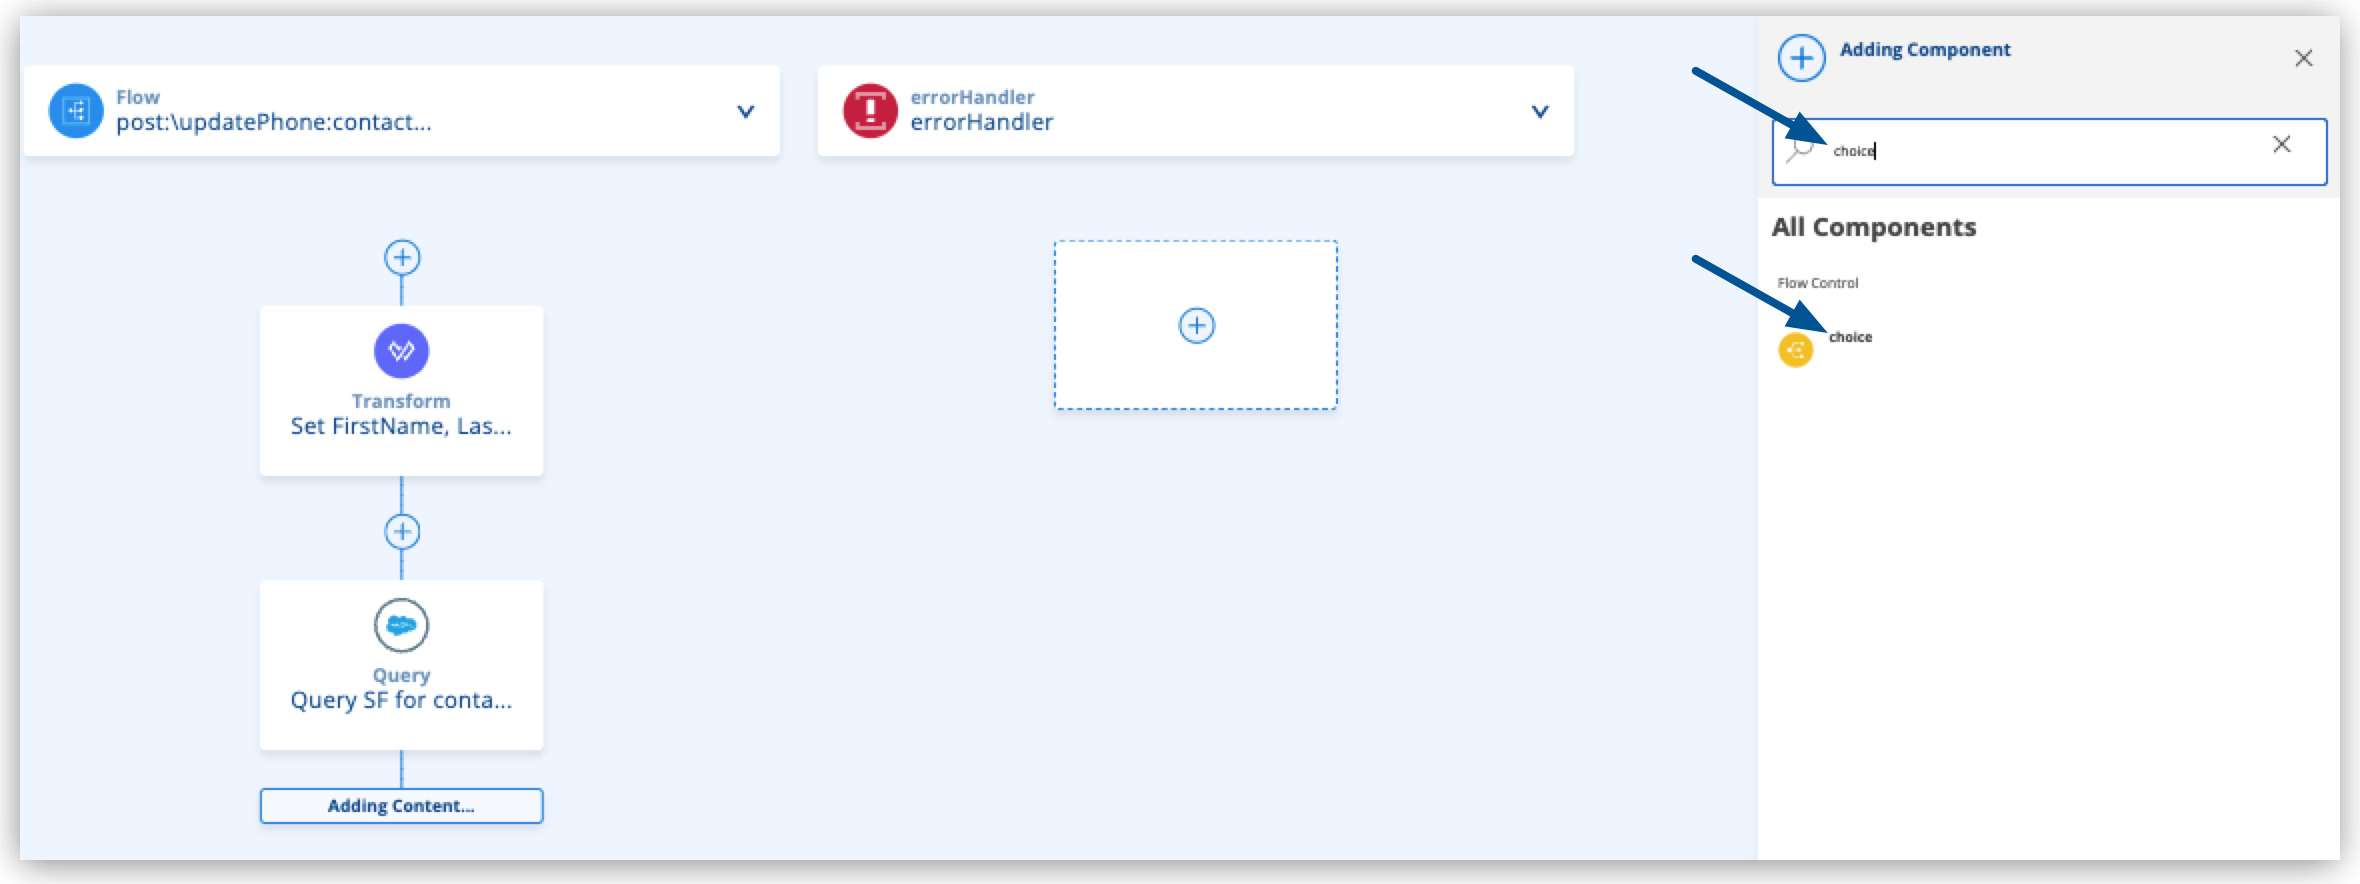 Flow
post:\updatePhone:contact...
errorHandler
errorHandler
Transform
Set FirstName, Las...
Query
Query SF for conta...
Adding Content...
Adding Component
choice
All Components
Flow Control
choice